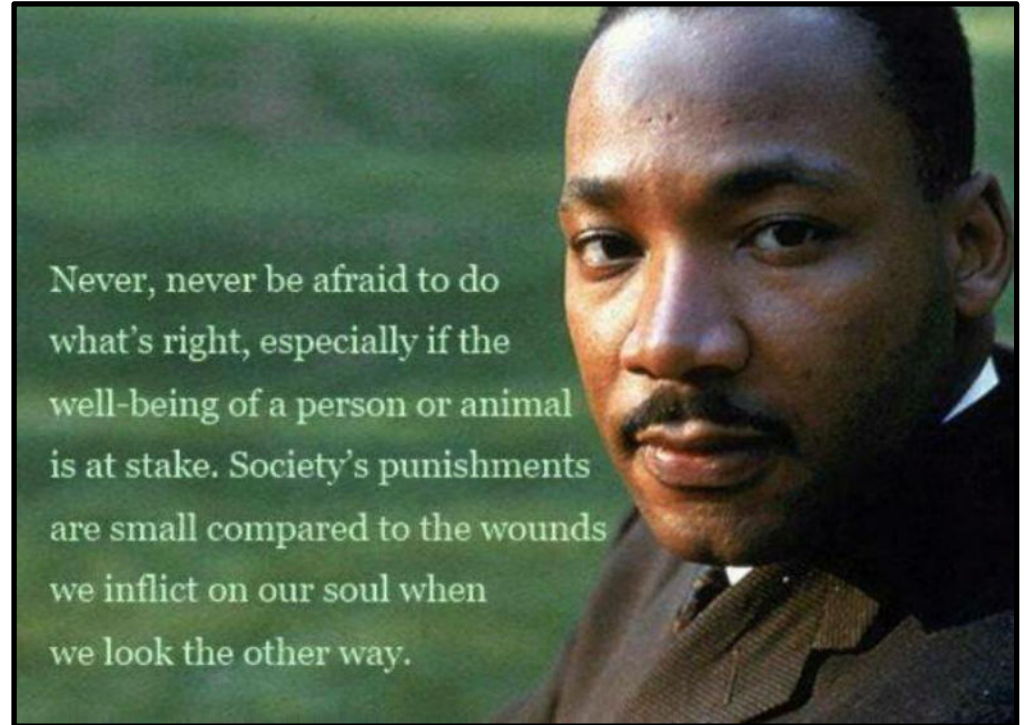 Never, never be afraid to do
what's right, especially if the
well-being of a person or animal
is at stake. Society's punishments
are small compared to the wounds
we inflict on our soul when
we look the other way.